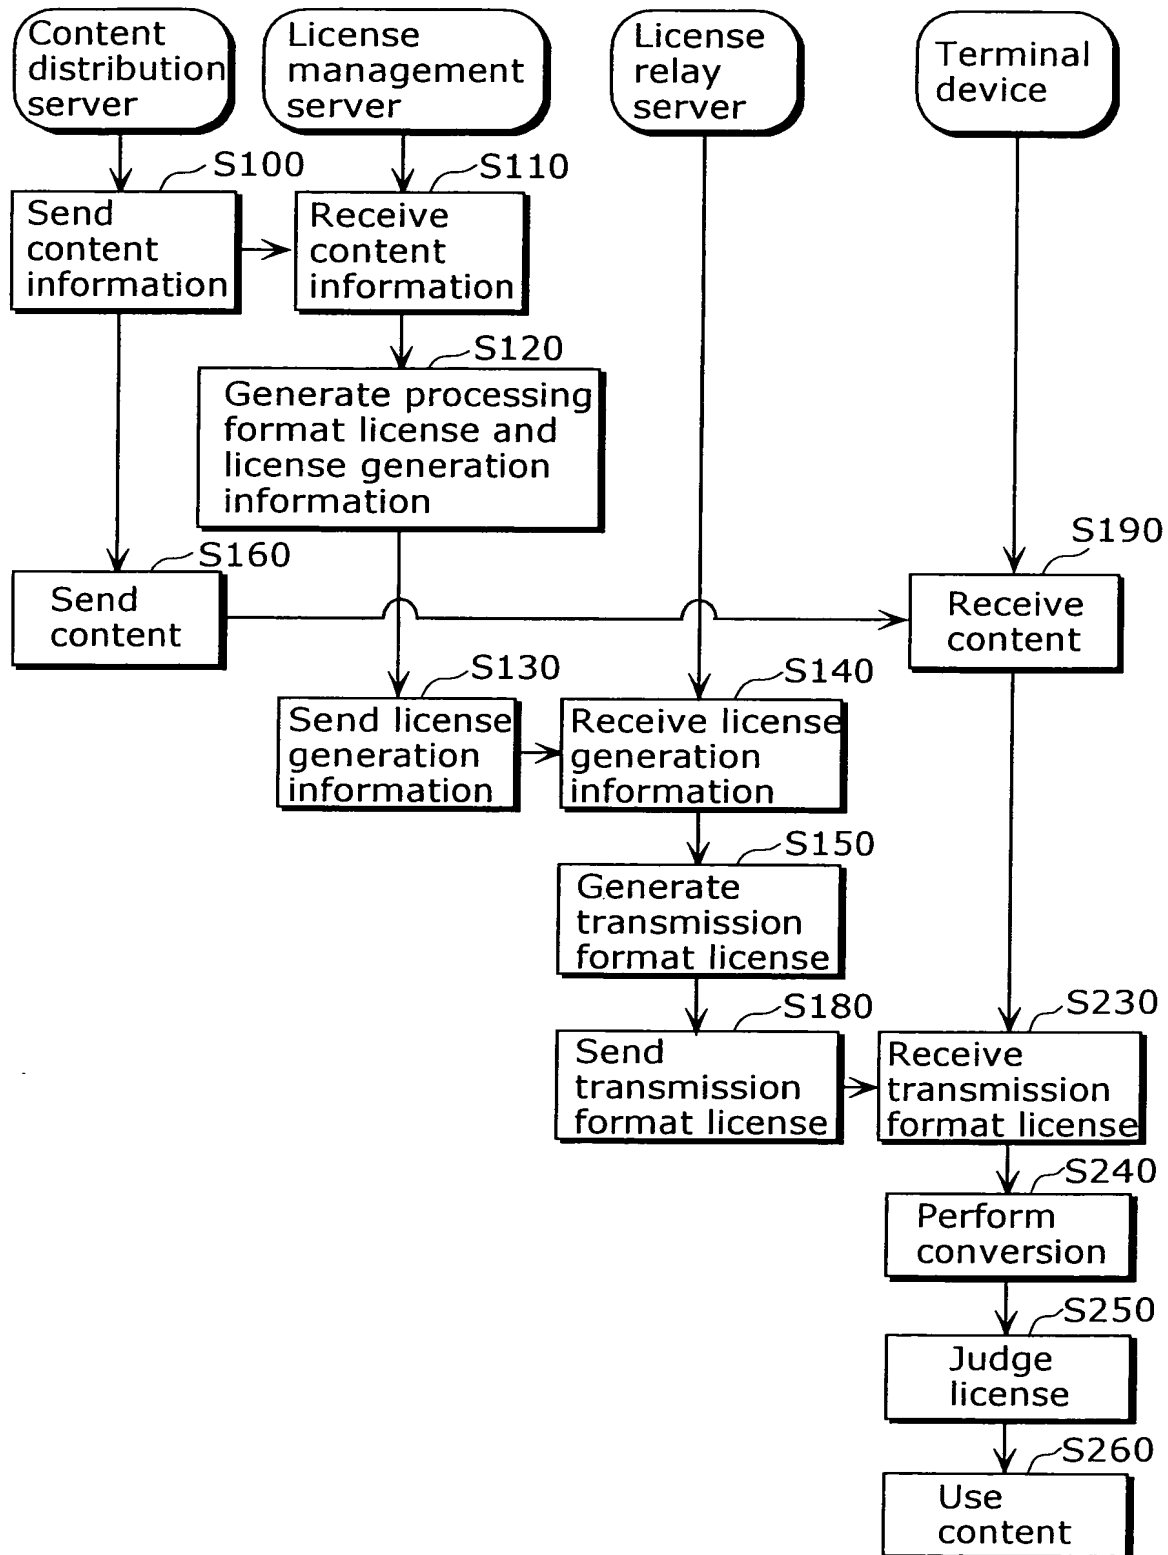 Content
distribution
server
License
management
server
License
relay
server
Terminal
device
S100
Send
content
information
S110
Receive
content
information
S120
Generate processing
format license and
license generation
information
S160
Send
content
S190
Receive
content
S130
Send license
generation
information
S140
Receive license
generation
information
S150
Generate
transmission
format license
S180
Send
transmission
format license
S230
Receive
transmission
format license
S240
Perform
conversion
S250
Judge
license
S260
Use
content